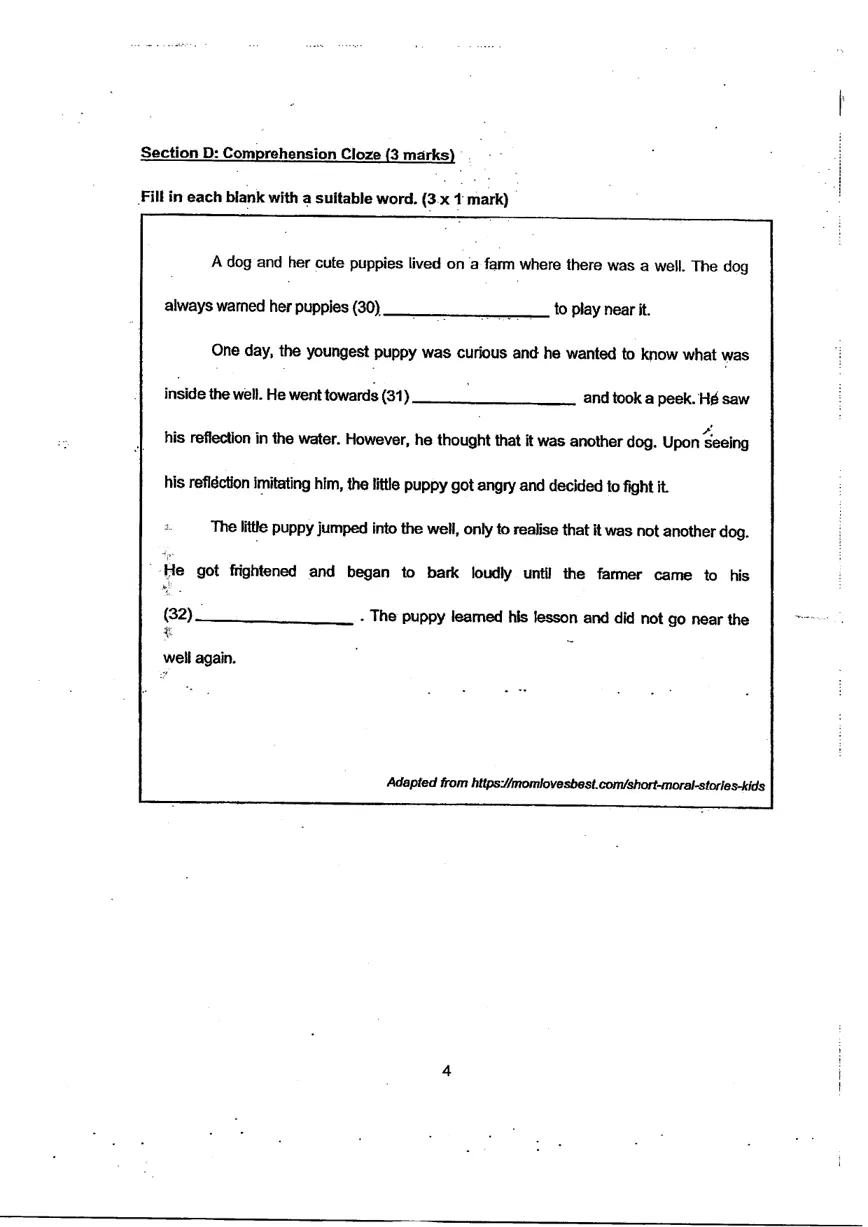 Section D: Comprehension Cloze (3 marks)
Fill in each blank with a suitable word. (3 x 1 mark)
A dog and her cute puppies lived on a farm where there was a well. The dog
always warned her puppies (30) ____________________ to play near it.
One day, the youngest puppy was curious and he wanted to know what was
inside the well. He went towards (31) ____________________ and took a peek. He saw
his reflection in the water. However, he thought that it was another dog. Upon seeing
his reflection imitating him, the little puppy got angry and decided to fight it.
The little puppy jumped into the well, only to realise that it was not another dog.
He got frightened and began to bark loudly until the farmer came to his
(32) ____________________ . The puppy learned his lesson and did not go near the
well again.
Adapted from https://momlovesbest.com/short-moral-stories-kids
4